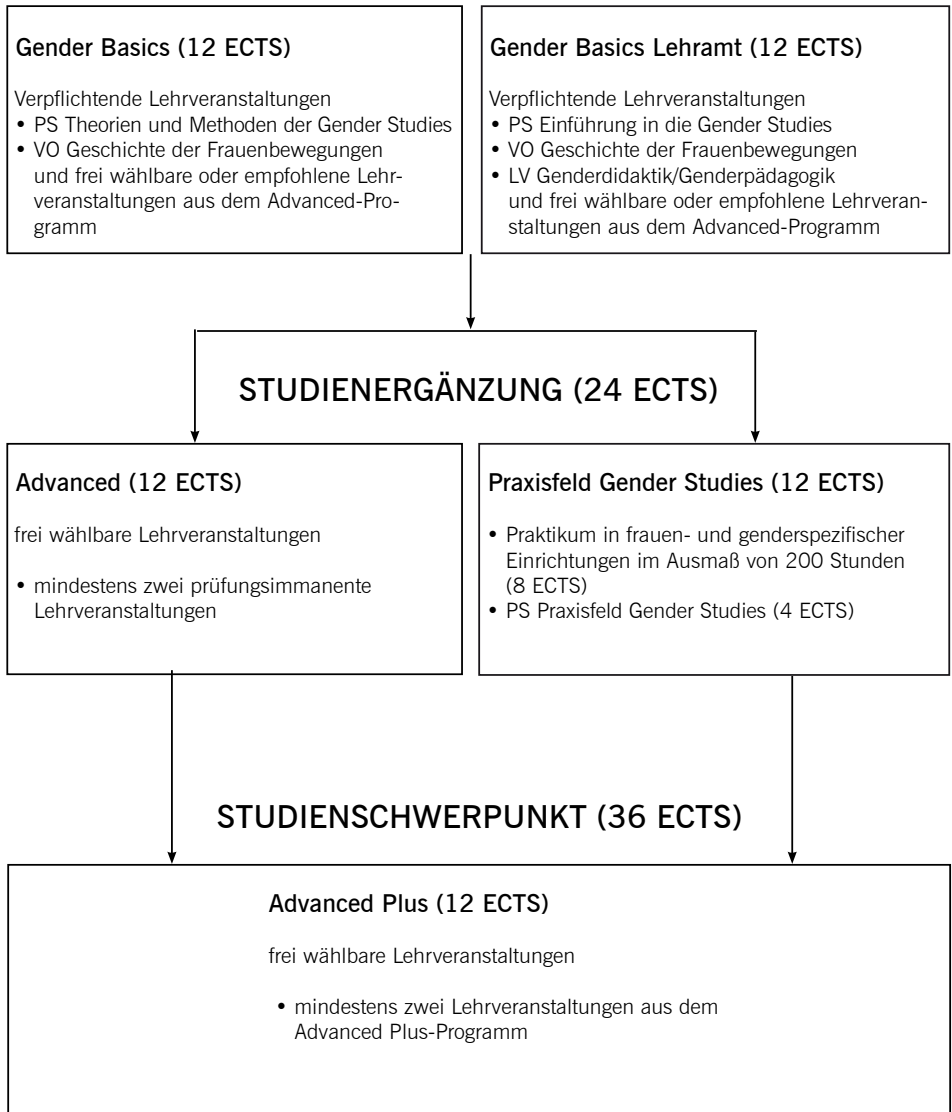 Gender Basics (12 ECTS)
Verpflichtende Lehrveranstaltungen
• PS Theorien und Methoden der Gender Studies
• VO Geschichte der Frauenbewegungen
und frei wählbare oder empfohlene Lehr-
veranstaltungen aus dem Advanced-Pro-
gramm
Gender Basics Lehramt (12 ECTS)
Verpflichtende Lehrveranstaltungen
• PS Einführung in die Gender Studies
• VO Geschichte der Frauenbewegungen
• LV Genderdidaktik/Genderpädagogik
und frei wählbare oder empfohlene Lehrveran-
staltungen aus dem Advanced-Programm
STUDIENERGÄNZUNG (24 ECTS)
Advanced (12 ECTS)
frei wählbare Lehrveranstaltungen
• mindestens zwei prüfungsimmanente
Lehrveranstaltungen
Praxisfeld Gender Studies (12 ECTS)
• Praktikum in frauen- und genderspezifischer
Einrichtungen im Ausmaß von 200 Stunden
(8 ECTS)
• PS Praxisfeld Gender Studies (4 ECTS)
STUDIENSCHWERPUNKT (36 ECTS)
Advanced Plus (12 ECTS)
frei wählbare Lehrveranstaltungen
• mindestens zwei Lehrveranstaltungen aus dem
Advanced Plus-Programm